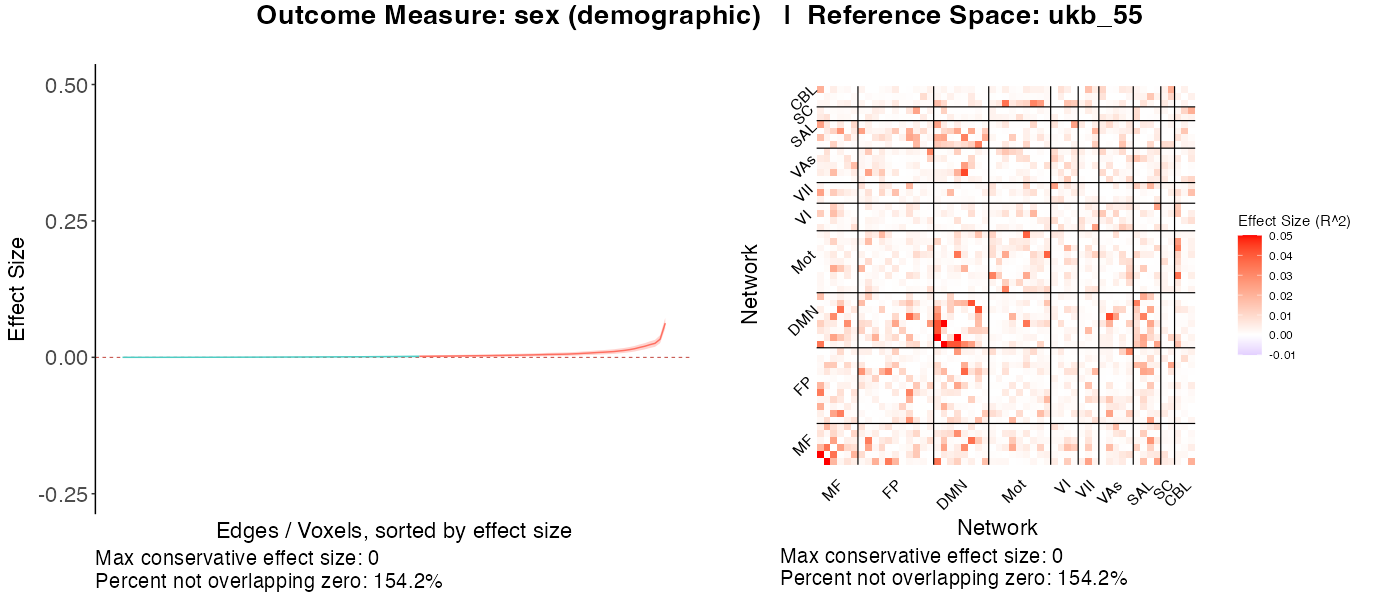 Outcome Measure: sex (demographic) | Reference Space: ukb_55
Effect Size
0.50
0.25
0.00
-0.25
Edges / Voxels, sorted by effect size
Max conservative effect size: 0
Percent not overlapping zero: 154.2%
Network
CBL
SC
SAL
VAs
VII
VI
Mot
DMN
FP
MF
MF
FP
DMN
Mot
VI
VII
VAs
SAL
SC
CBL
Network
Max conservative effect size: 0
Percent not overlapping zero: 154.2%
Effect Size (R^2)
0.05
0.04
0.03
0.02
0.01
0.00
-0.01